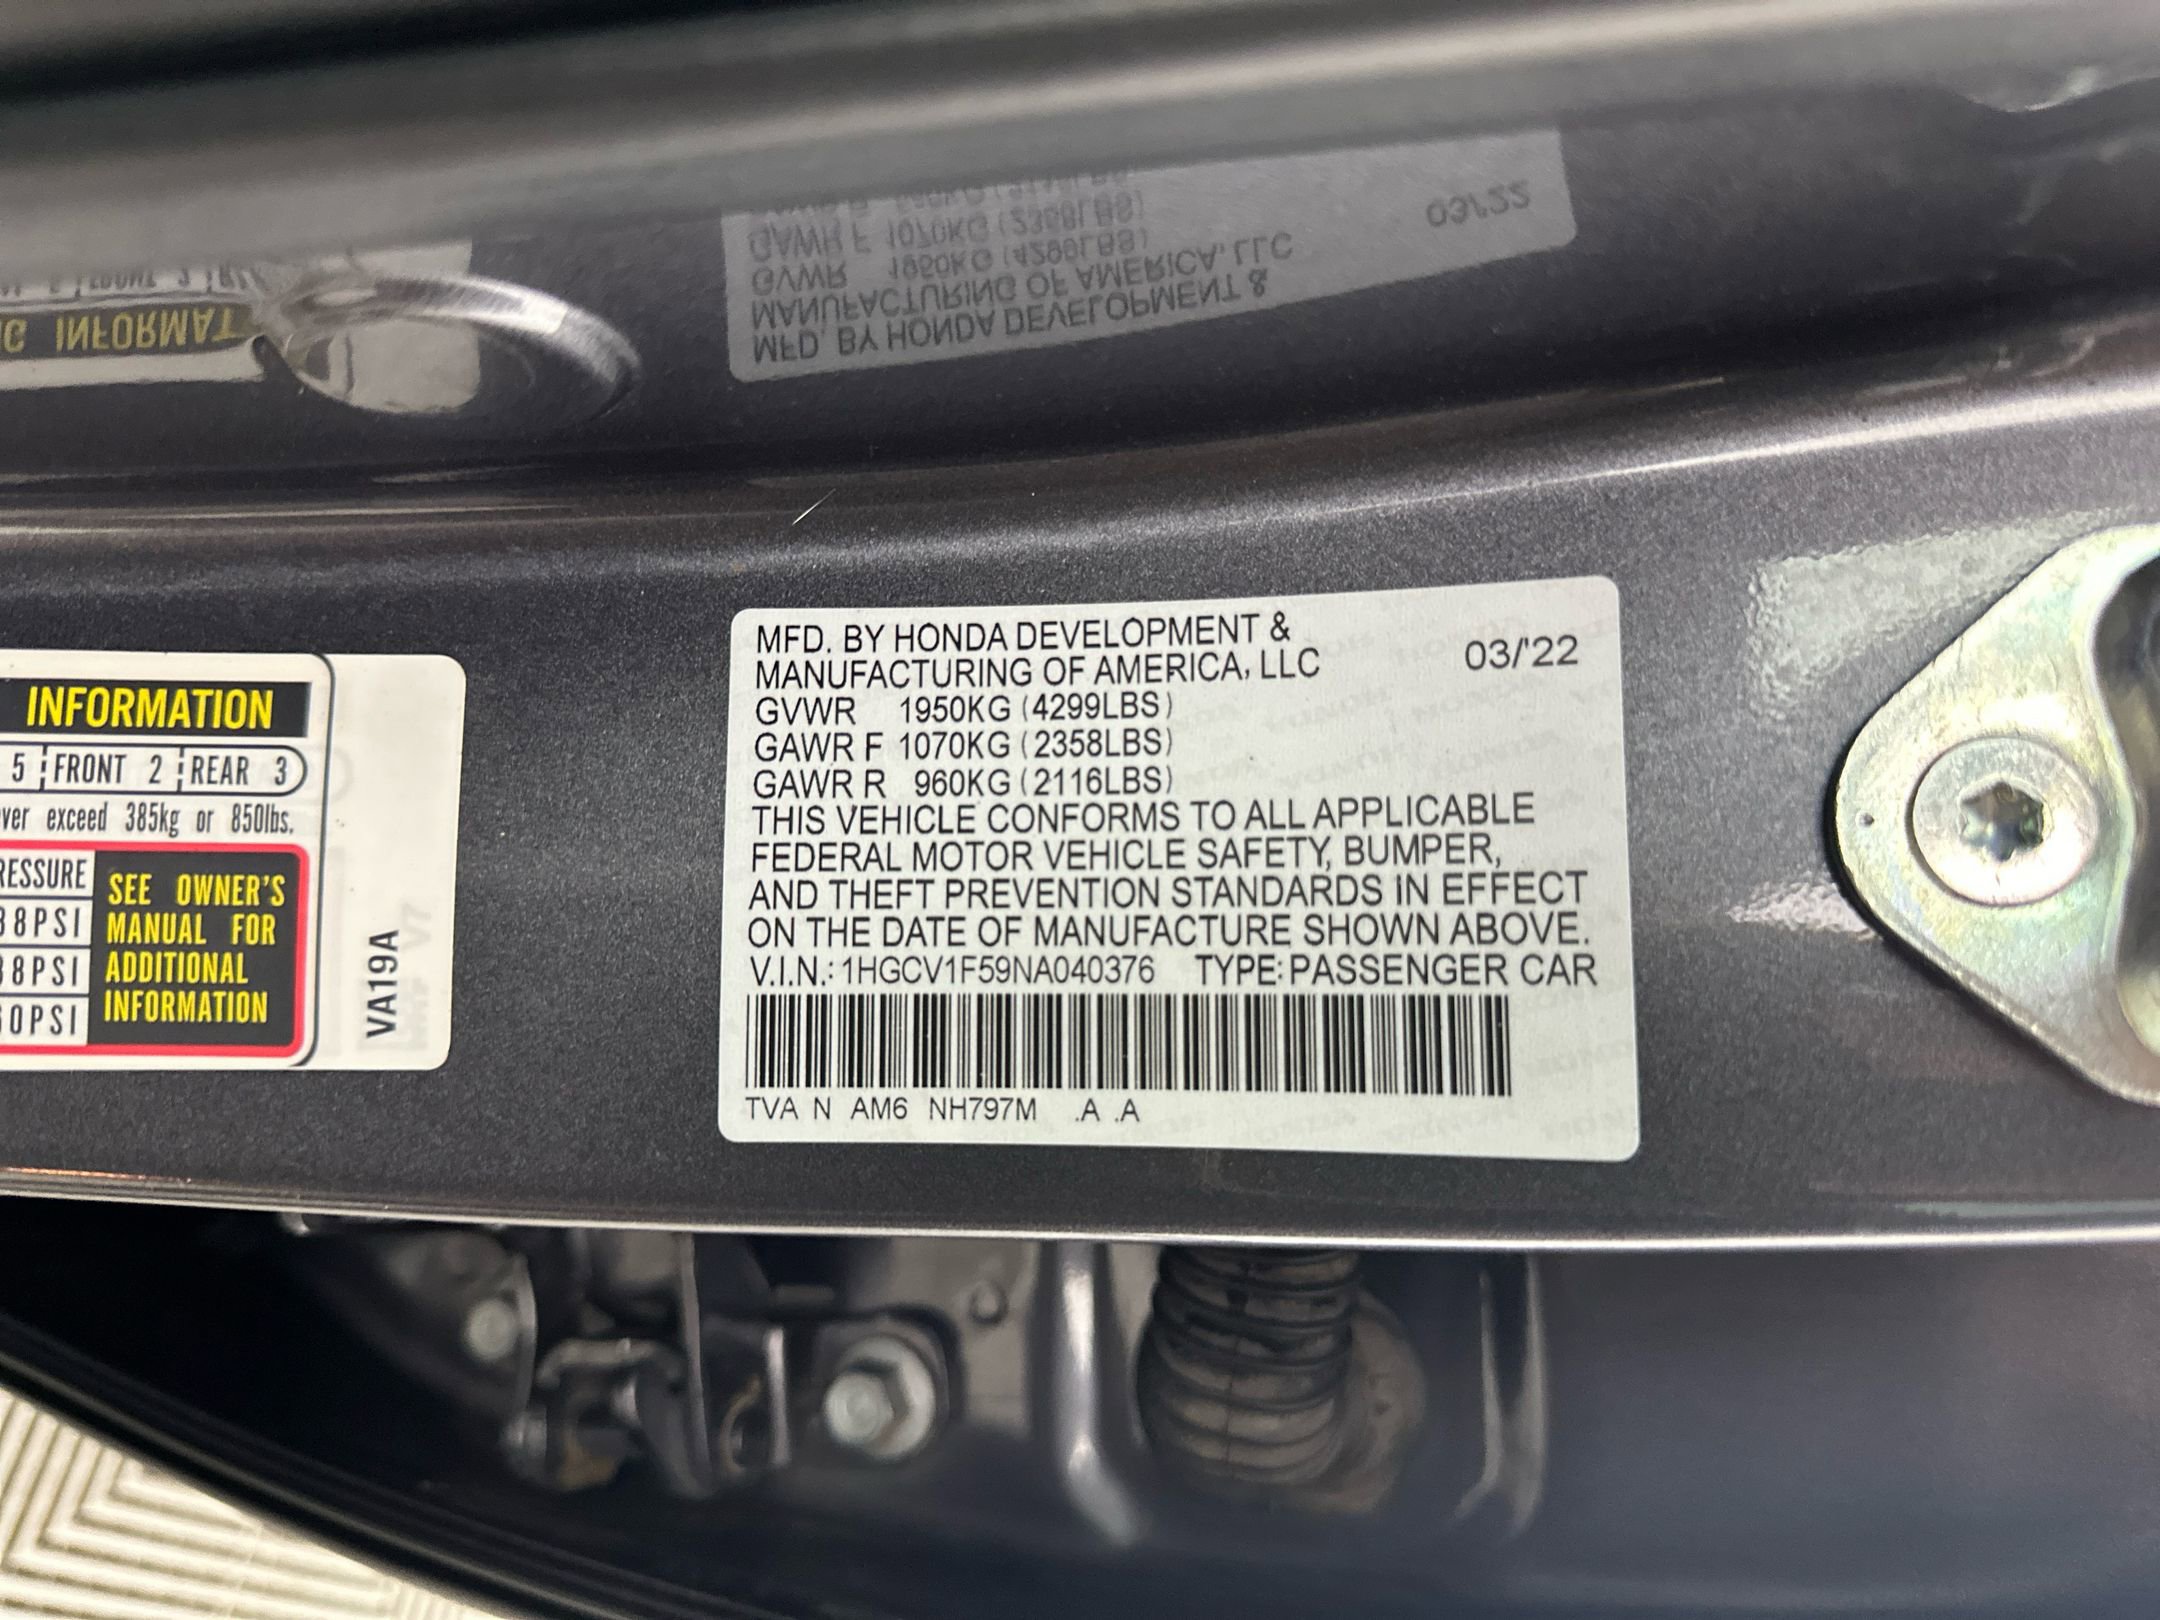 INFORMATION
5 FRONT 2 REAR 3
exceed 385kg or 850lbs.
SEE OWNER'S
MANUAL FOR
ADDITIONAL
INFORMATION
VA19A
MFD. BY HONDA DEVELOPMENT &
MANUFACTURING OF AMERICA, LLC 03/'22
GVWR 1950KG (4299LBS)
GAWR F 1070KG (2358LBS)
GAWR R 960KG (2116LBS)
THIS VEHICLE CONFORMS TO ALL APPLICABLE
FEDERAL MOTOR VEHICLE SAFETY, BUMPER,
AND THEFT PREVENTION STANDARDS IN EFFECT
ON THE DATE OF MANUFACTURE SHOWN ABOVE.
V.I.N.: 1HGCV1F59NA040376 TYPE: PASSENGER CAR
TVA N AM6 NH797M .A .A